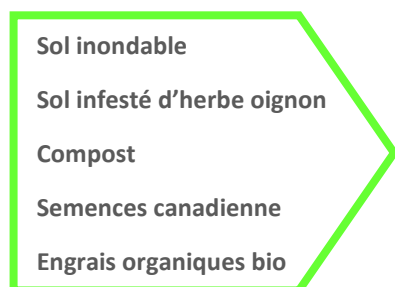 Sol inondable
Sol infesté d’herbe oignon
Compost
Semences canadienne
Engrais organiques bio